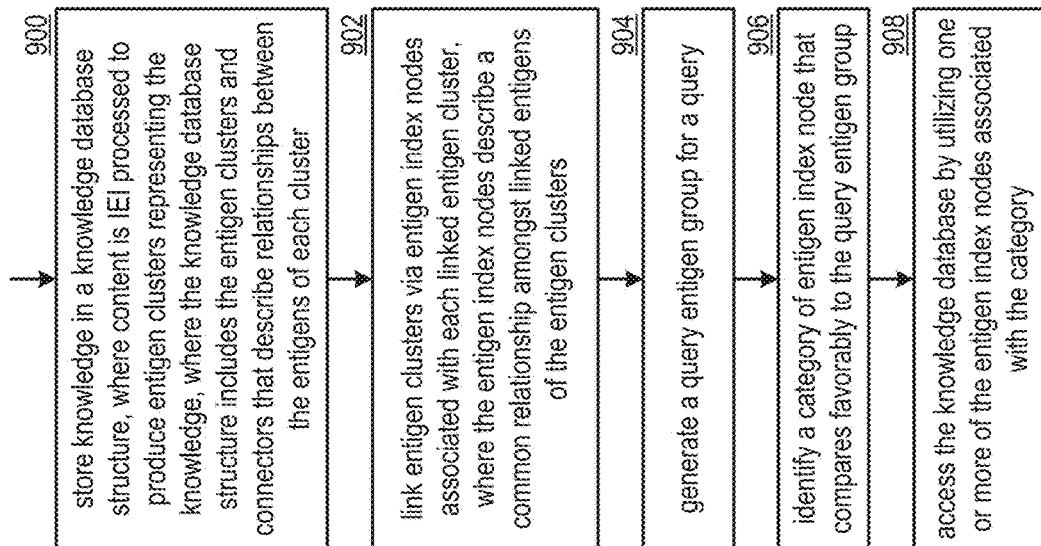 900
store knowledge in a knowledge database
structure, where content is IEI processed to
produce entigen clusters representing the
knowledge, where the knowledge database
structure includes the entigen clusters and
connectors that describe relationships between
the entigens of each cluster
902
link entigen clusters via entigen index nodes
associated with each linked entigen cluster,
where the entigen index nodes describe a
common relationship amongst linked entigens
of the entigen clusters
904
generate a query entigen group for a query
906
identify a category of entigen index node that
compares favorably to the query entigen group
908
access the knowledge database by utilizing one
or more of the entigen index nodes associated
with the category